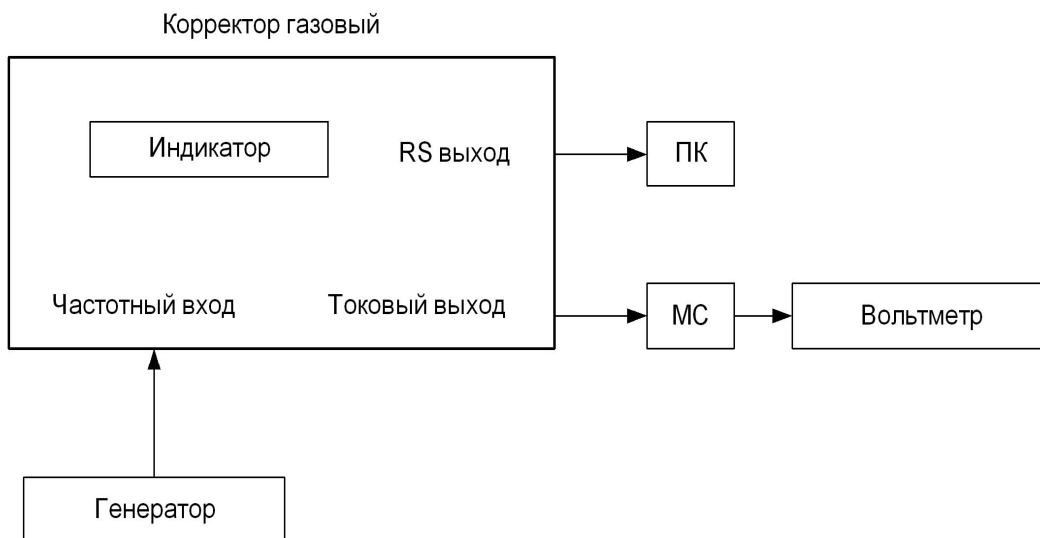 Корректор газовый
Индикатор
RS выход
ПК
Частотный вход
Токовый выход
МС
Вольтметр
Генератор